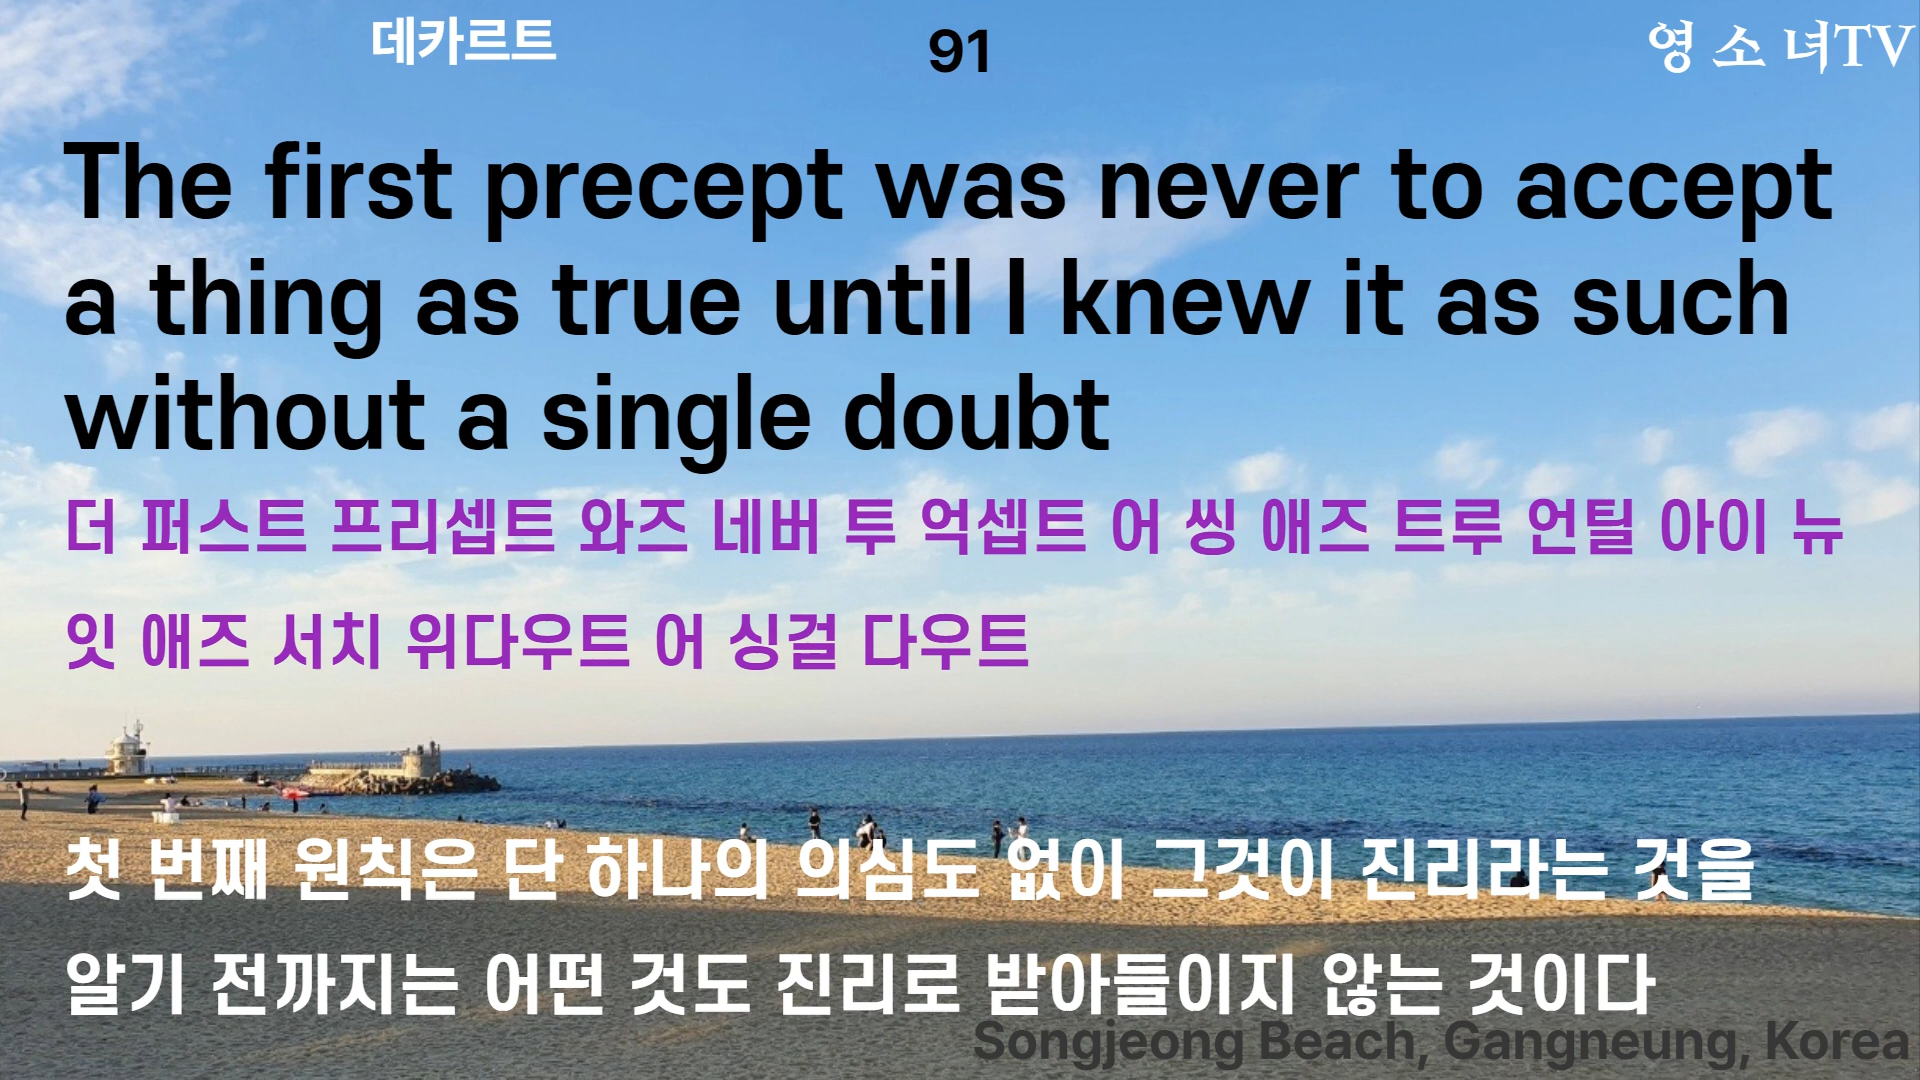 데카르트
91
영 소 녀TV
The first precept was never to accept
a thing as true until I knew it as such
without a single doubt
더 퍼스트 프리셉트 와즈 네버 투 억셉트 어 씽 애즈 트루 언틸 아이 뉴
잇 애즈 서치 위다우트 어 싱걸 다우트
첫 번째 원칙은 단 하나의 의심도 없이 그것이 진리라는 것을
알기 전까지는 어떤 것도 진리로 받아들이지 않는 것이다
Songjeong Beach, Gangneung, Korea